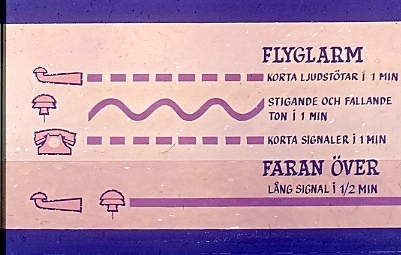 FLYGLARM
KORTA LJUDSTÖTAR i 1 MIN
STIGANDE OCH FALLANDE
TON i 1 MIN
KORTA SIGNALER i 1 MIN
FARAN ÖVER
LÅNG SIGNAL i 1/2 MIN